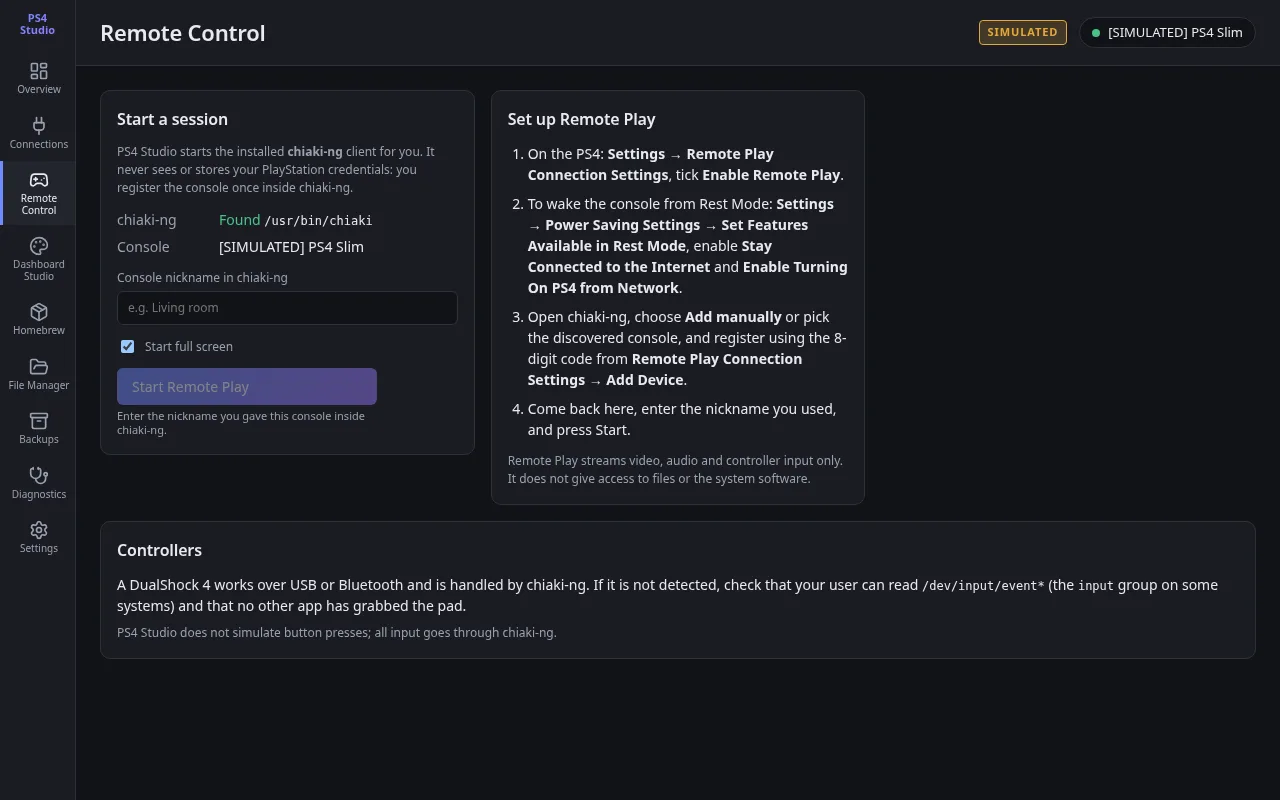 PS4
Studio
Overview
Connections
Remote
Control
Dashboard
Studio
Homebrew
File Manager
Backups
Diagnostics
Settings
Remote Control
SIMULATED
[SIMULATED] PS4 Slim
Start a session
PS4 Studio starts the installed chiaki-ng client for you. It
never sees or stores your PlayStation credentials: you
register the console once inside chiaki-ng.
chiaki-ng Found /usr/bin/chiaki
Console [SIMULATED] PS4 Slim
Console nickname in chiaki-ng
e.g. Living room
Start full screen
Start Remote Play
Enter the nickname you gave this console inside
chiaki-ng.
Set up Remote Play
1. On the PS4: Settings → Remote Play
Connection Settings, tick Enable Remote Play.
2. To wake the console from Rest Mode: Settings
→ Power Saving Settings → Set Features
Available in Rest Mode, enable Stay
Connected to the Internet and Enable Turning
On PS4 from Network.
3. Open chiaki-ng, choose Add manually or pick
the discovered console, and register using the 8-
digit code from Remote Play Connection
Settings → Add Device.
4. Come back here, enter the nickname you used,
and press Start.
Remote Play streams video, audio and controller input only.
It does not give access to files or the system software.
Controllers
A DualShock 4 works over USB or Bluetooth and is handled by chiaki-ng. If it is not detected, check that your user can read /dev/input/event* (the input group on some
systems) and that no other app has grabbed the pad.
PS4 Studio does not simulate button presses; all input goes through chiaki-ng.